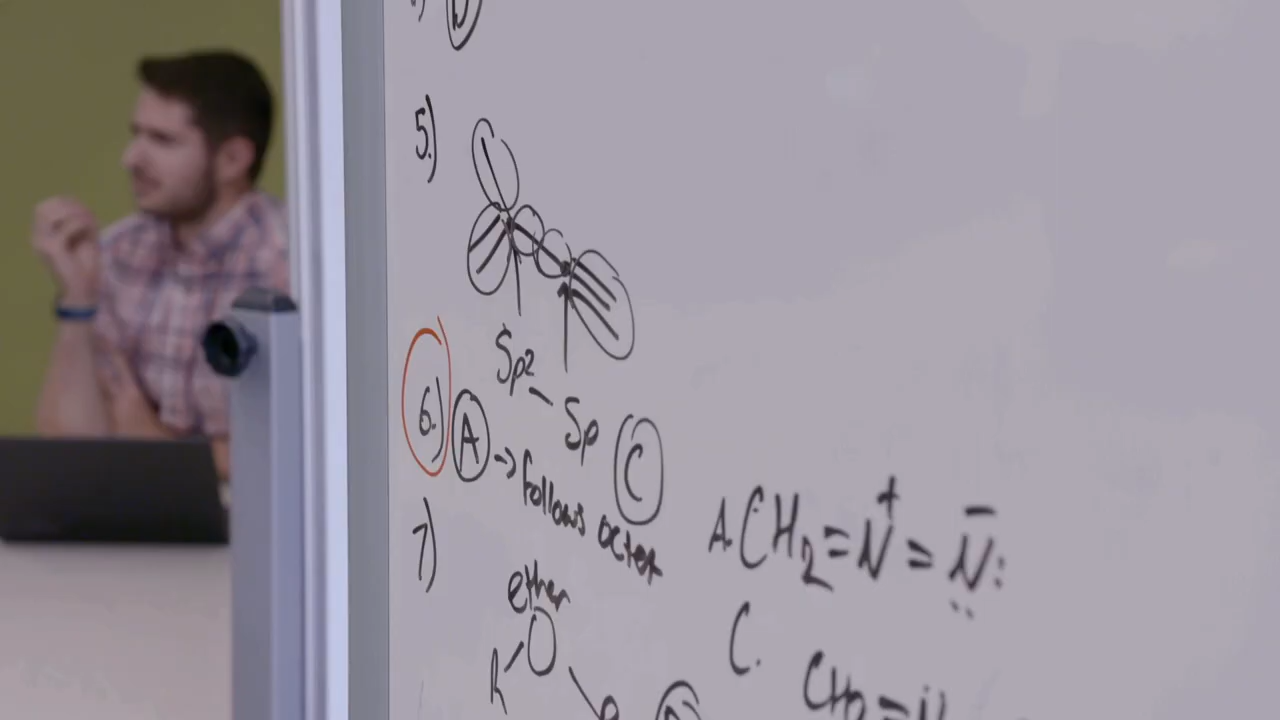 5.)
Sp²
Sp
C
6.) A → follows octet
7.)
ether
R O
A. CH₂=N⁺=N̈:⁻
C.